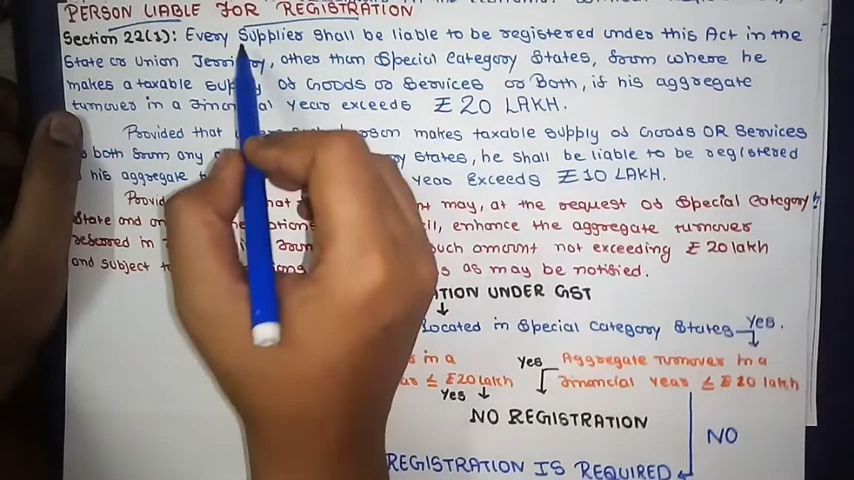 PERSON LIABLE FOR REGISTRATION
Section 22(1): Every Supplier Shall be liable to be registered under this Act in the
State or Union, other than Special Category States, from where he
makes a taxable of Goods or Services or Both, if his aggregate
turnover in a year exceeds ₹ 20 LAKH.
Provided that person makes taxable supply of Goods OR Services
both from any States, he shall be liable to be registered
his aggregate year Exceeds ₹ 10 LAKH.
may, at the request of Special Category
State and on, enhance the aggregate turnover
in such amount not exceeding ₹ 20 lakh
and subject as may be notified.
UNDER GST
Located in Special Category States Yes.
in a Yes Aggregate Turnover in a
≤ ₹20 lakh Financial Year ≤ ₹ 20 lakh
Yes
NO REGISTRATION
NO
REGISTRATION IS REQUIRED